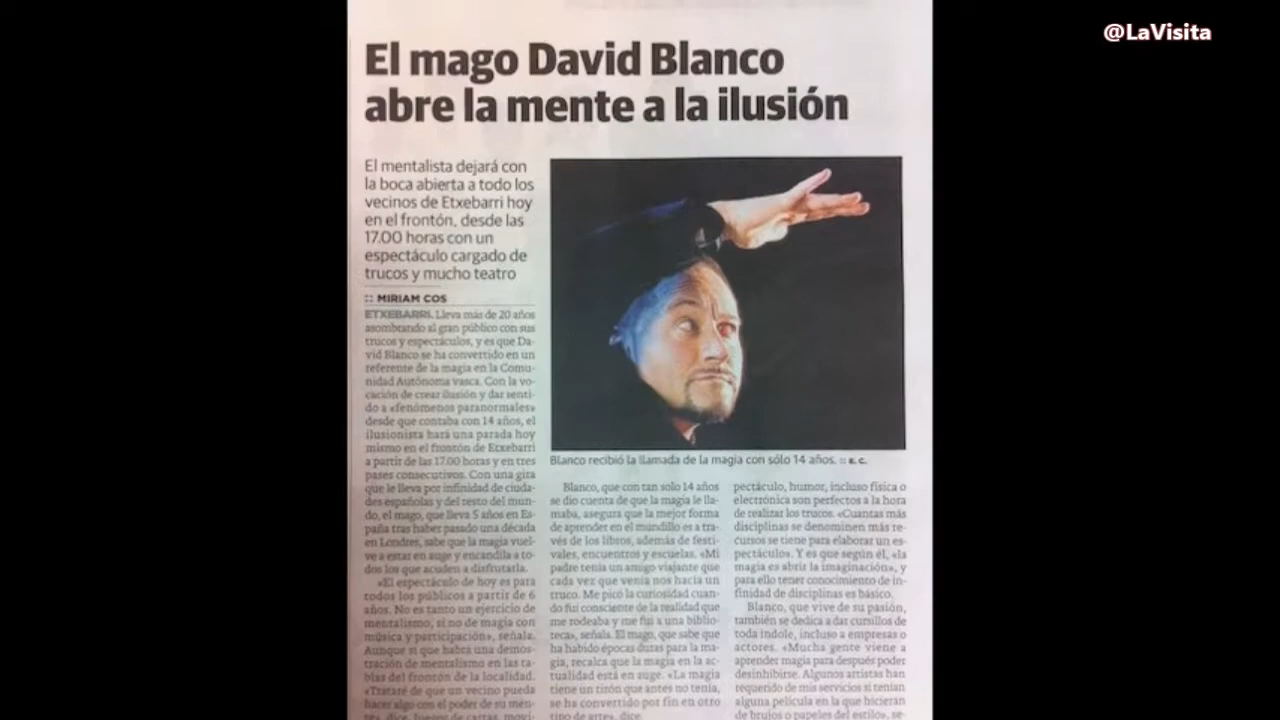 @LaVisita
El mago David Blanco
abre la mente a la ilusión
El mentalista dejará con
la boca abierta a todo los
vecinos de Etxebarri hoy
en el frontón, desde las
17.00 horas con un
espectáculo cargado de
trucos y mucho teatro
:: MIRIAM COS
ETXEBARRI. Lleva más de 20 años
asombrando al gran público con sus
trucos y espectáculos, y es que Da-
vid Blanco se ha convertido en un
referente de la magia en la Comu-
nidad Autónoma vasca. Con la vo-
cación de crear ilusión y dar senti-
do a «fenómenos paranormales»
desde que contaba con 14 años, el
ilusionista hará una parada hoy
mismo en el frontón de Etxebarri
a partir de las 17.00 horas y en tres
pases consecutivos. Con una gira
que le lleva por infinidad de ciuda-
des españolas y del resto del mun-
do, el mago, que lleva 5 años en Es-
paña tras haber pasado una década
en Londres, sabe que la magia vuel-
ve a estar en auge y encandila a to-
dos los que acuden a disfrutarla.
«El espectáculo de hoy es para
todos los públicos a partir de 6
años. No es tanto un ejercicio de
mentalismo, si no de magia con
música y participación», señala.
Aunque sí que habrá una demos-
tración de mentalismo en las ta-
blas del frontón de la localidad.
«Trataré de que un vecino pueda
hacer algo con el poder de su men-
te», dice. Juegos de cartas, movi-
Blanco recibió la llamada de la magia con sólo 14 años. :: E. C.
Blanco, que con tan solo 14 años
se dio cuenta de que la magia le lla-
maba, asegura que la mejor forma
de aprender en el mundillo es a tra-
vés de los libros, además de festi-
vales, encuentros y escuelas. «Mi
padre tenía un amigo viajante que
cada vez que venía nos hacía un
truco. Me picó la curiosidad cuan-
do fui consciente de la realidad que
me rodeaba y me fui a una biblio-
teca», señala. El mago, que sabe que
ha habido épocas duras para la ma-
gia, recalca que la magia en la ac-
tualidad está en auge. «La magia
tiene un tirón que antes no tenía,
se ha convertido por fin en otro
tipo de arte», dice.
pectáculo, humor, incluso física o
electrónica son perfectos a la hora
de realizar los trucos. «Cuantas más
disciplinas se denominen más re-
cursos se tiene para elaborar un es-
pectáculo». Y es que según él, «la
magia es abrir la imaginación», y
para ello tener conocimiento de in-
finidad de disciplinas es básico.
Blanco, que vive de su pasión,
también se dedica a dar cursillos de
toda índole, incluso a empresas o
actores. «Mucha gente viene a
aprender magia para después poder
desinhibirse. Algunos artistas han
requerido de mis servicios si tenían
alguna película en la que hicieran
de brujos o papeles del estilo», se-